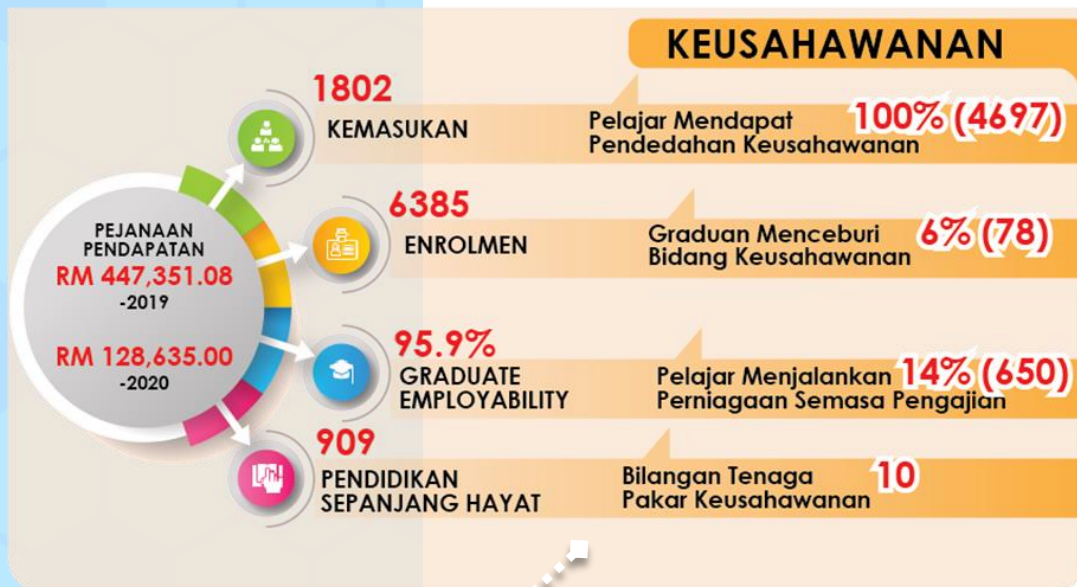 KEUSAHAWANAN
PEJANAAN
PENDAPATAN
RM 447,351.08
-2019
RM 128,635.00
-2020
1802
KEMASUKAN
6385
ENROLMEN
95.9%
GRADUATE
EMPLOYABILITY
909
PENDIDIKAN
SEPANJANG HAYAT
Pelajar Mendapat 100% (4697)
Pendedahan Keusahawanan
Graduan Menceburi 6% (78)
Bidang Keusahawanan
Pelajar Menjalankan 14% (650)
Perniagaan Semasa Pengajian
Bilangan Tenaga 10
Pakar Keusahawanan